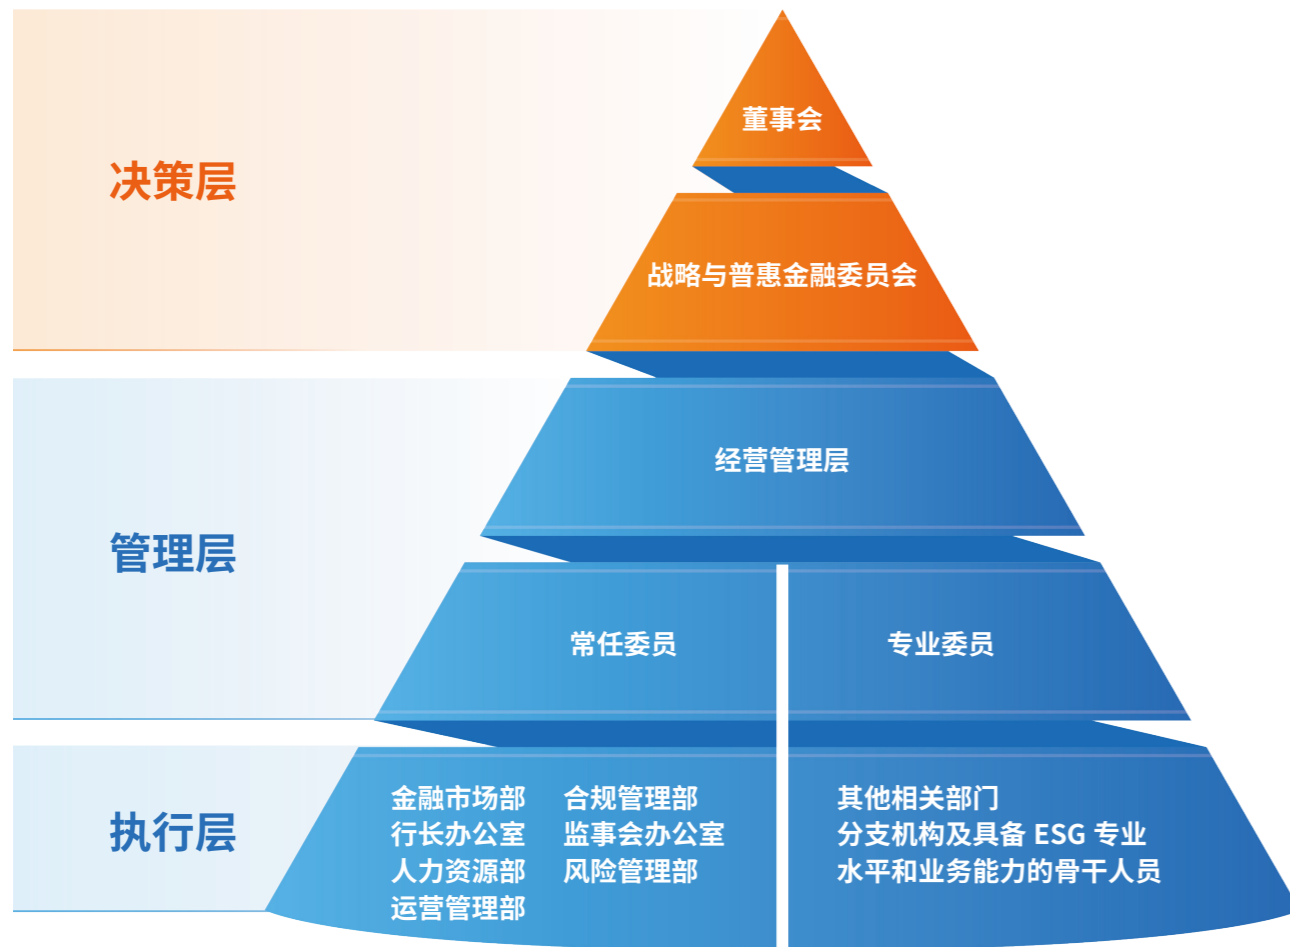 决策层
董事会
战略与普惠金融委员会
管理层
经营管理层
常任委员
专业委员
执行层
金融市场部
行长办公室
人力资源部
运营管理部
合规管理部
监事会办公室
风险管理部
其他相关部门
分支机构及具备 ESG 专业
水平和业务能力的骨干人员